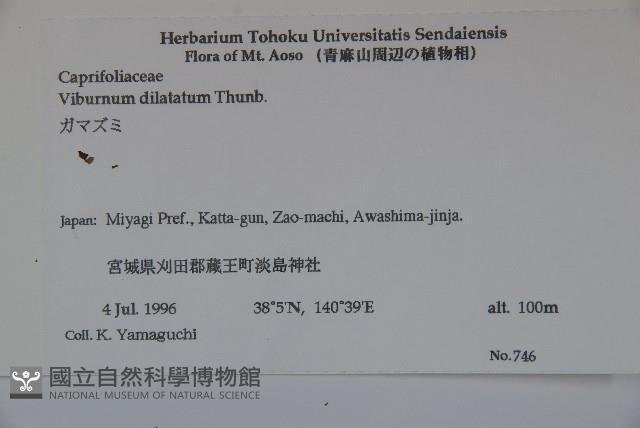 Herbarium Tohoku Universitatis Sendaiensis
Flora of Mt. Aoso （青麻山周辺の植物相）
Caprifoliaceae
Viburnum dilatatum Thunb.
ガマズミ
Japan: Miyagi Pref., Katta-gun, Zao-machi, Awashima-jinja.
宮城県刈田郡蔵王町淡島神社
4 Jul. 1996 38°5'N, 140°39'E alt. 100m
Coll. K. Yamaguchi
No.746
國立自然科學博物館
NATIONAL MUSEUM OF NATURAL SCIENCE